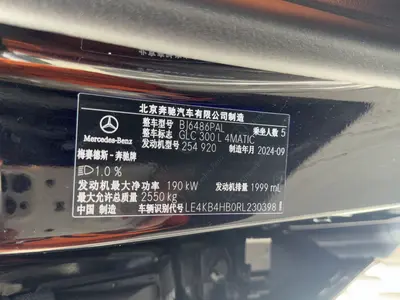 北京奔驰汽车有限公司制造
整车型号 BJ6486PAL 乘坐人数 5
整车标志 GLC 300 L 4MATIC
发动机型号 254 920 制造年月 2024-09
Mercedes-Benz
梅赛德斯-奔驰牌
1.0 %
发动机最大净功率 190 kW 发动机排量 1999 mL
最大允许总质量 2550 kg
中国 制造 车辆识别代号 LE4KB4HB0RL230398